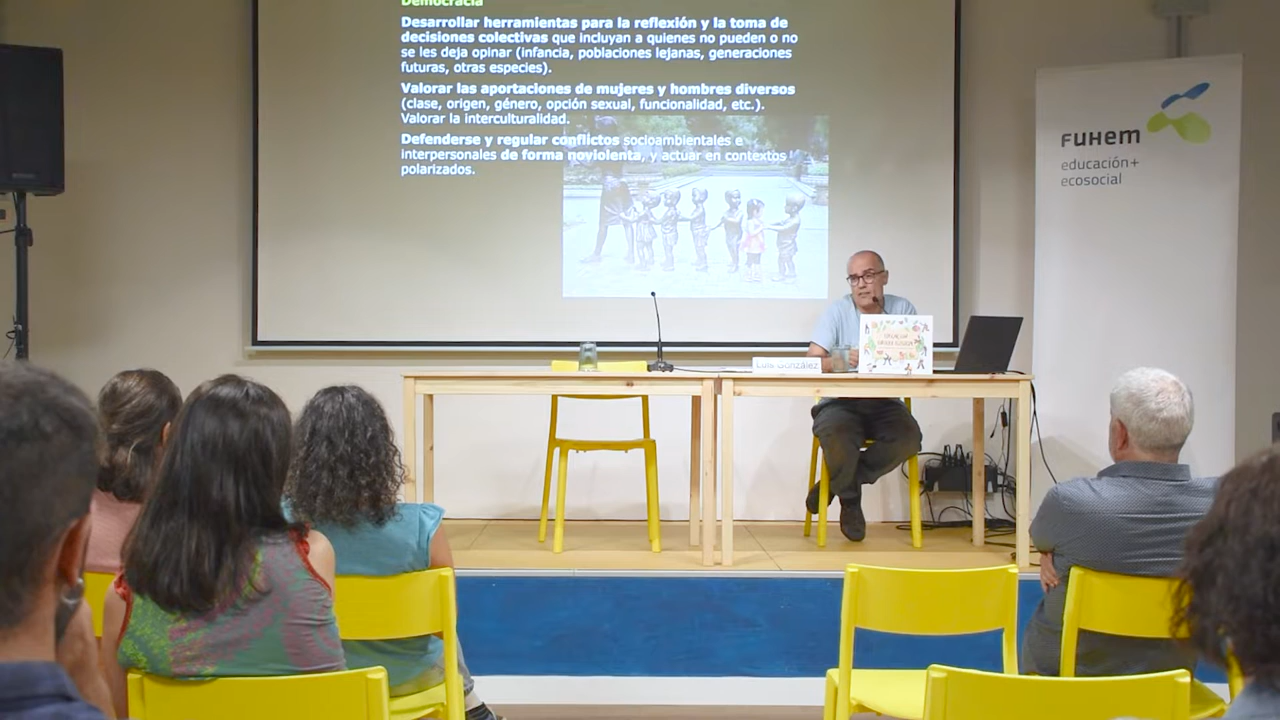 Democracia
Desarrollar herramientas para la reflexión y la toma de
decisiones colectivas que incluyan a quienes no pueden o no
se les deja opinar (infancia, poblaciones lejanas, generaciones
futuras, otras especies).
Valorar las aportaciones de mujeres y hombres diversos
(clase, origen, género, opción sexual, funcionalidad, etc.).
Valorar la interculturalidad.
Defenderse y regular conflictos socioambientales e
interpersonales de forma noviolenta, y actuar en contextos
polarizados.
FUHem
educación+
ecosocial
Luis González